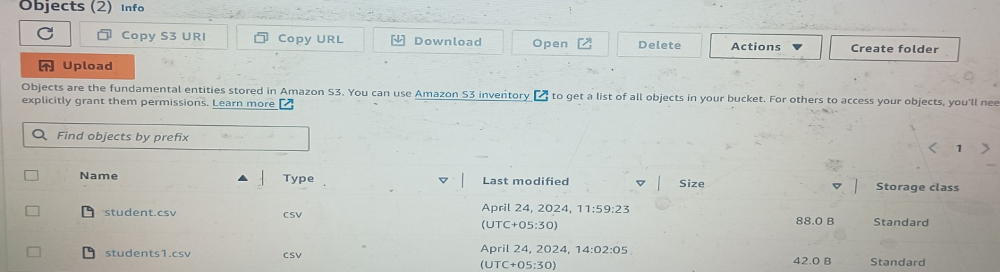 Objects (2) Info
Copy S3 URI Copy URL Download Open Delete Actions Create folder
Upload
Objects are the fundamental entities stored in Amazon S3. You can use Amazon S3 inventory to get a list of all objects in your bucket. For others to access your objects, you'll nee
explicitly grant them permissions. Learn more
Find objects by prefix
1
Name Type Last modified Size Storage class
student.csv csv April 24, 2024, 11:59:23 (UTC+05:30) 88.0 B Standard
students1.csv csv April 24, 2024, 14:02:05 (UTC+05:30) 42.0 B Standard